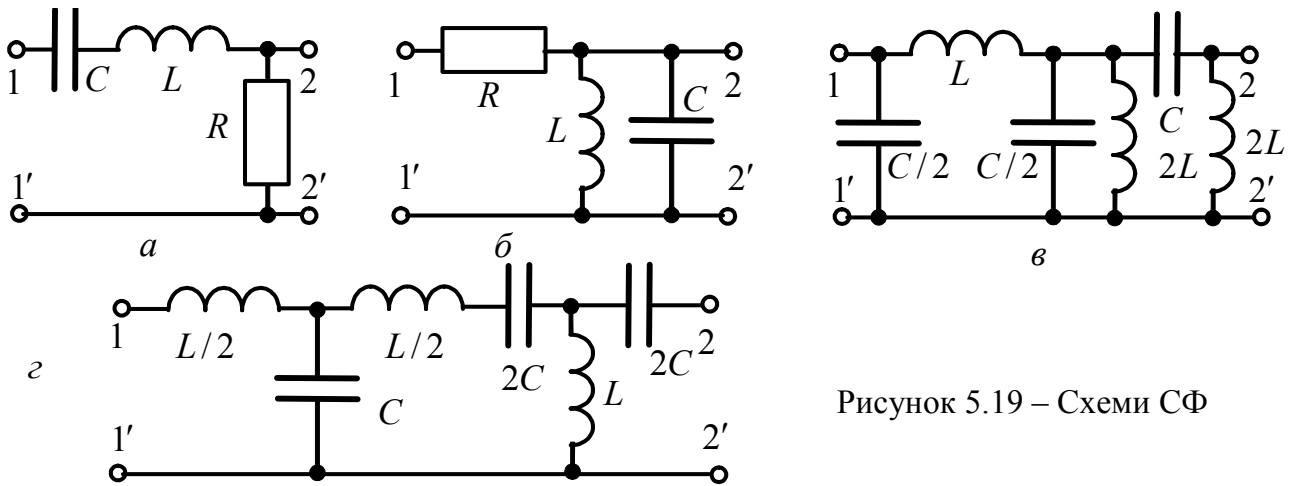 1 C L 2
R
1′ 2′
а
1 R 2
L C
1′ 2′
б
1 L 2
C/2 C/2 2L C 2L
1′ 2′
в
1 L/2 L/2 2C 2C 2
г C L
1′ 2′
Рисунок 5.19 – Схеми СФ